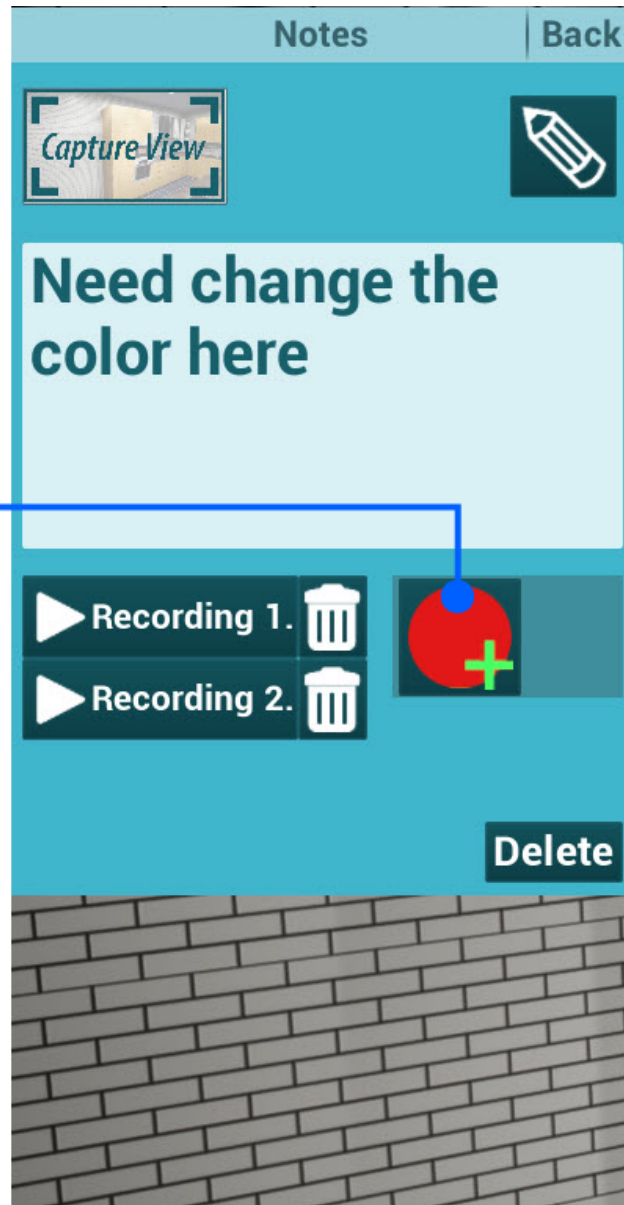 Notes
Back
Capture View
Need change the
color here
Recording 1.
Recording 2.
Delete